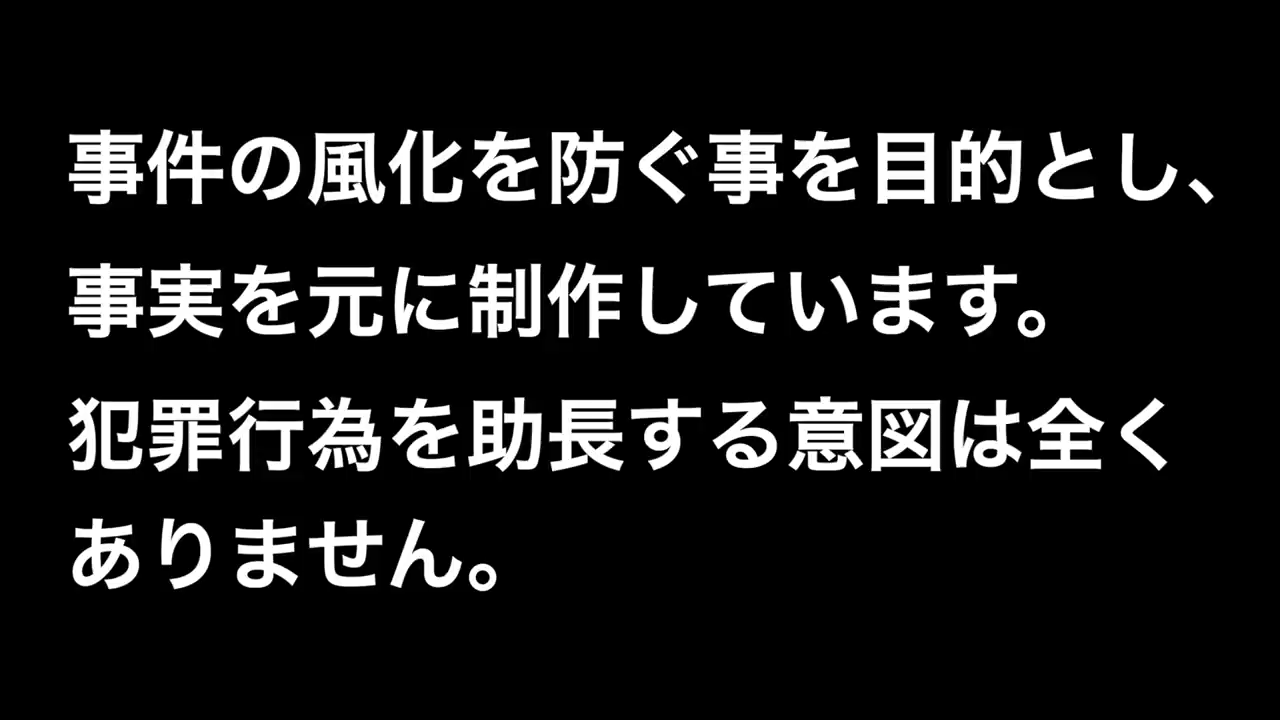 事件の風化を防ぐ事を目的とし、
事実を元に制作しています。
犯罪行為を助長する意図は全く
ありません。